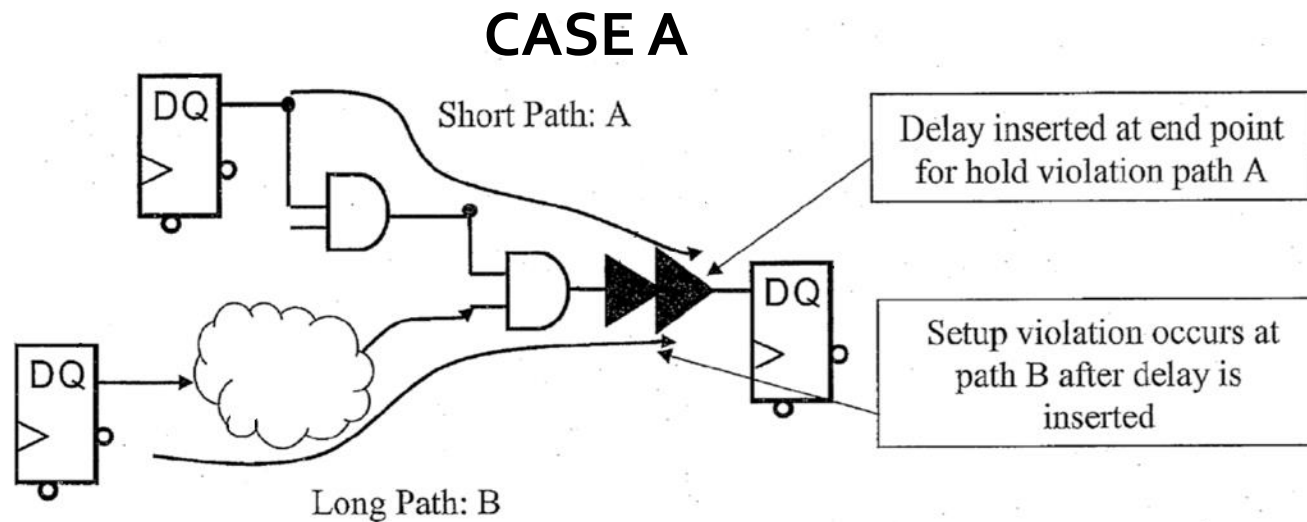 CASE A
DQ
Short Path: A
Delay inserted at end point
for hold violation path A
DQ
Setup violation occurs at
path B after delay is
inserted
DQ
Long Path: B